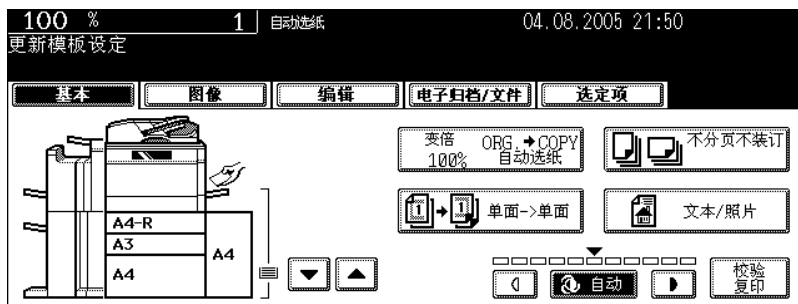 100 % 1 自动选纸 04.08.2005 21:50
更新模板设定
基本 图像 编辑 电子归档/文件 选定项
变倍 ORG.➔COPY
100% 自动选纸
不分页不装订
1➔1 单面->单面
文本/照片
A4-R
A3
A4
A4
自动
校验
复印